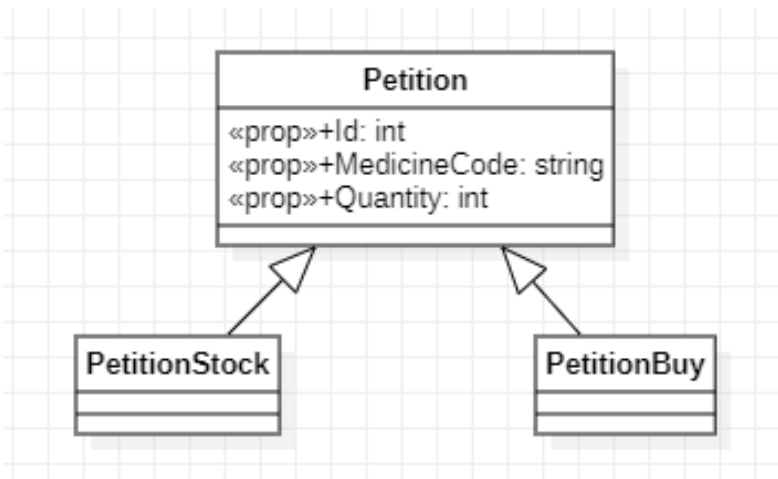 Petition
«prop»+Id: int
«prop»+MedicineCode: string
«prop»+Quantity: int
PetitionStock
PetitionBuy